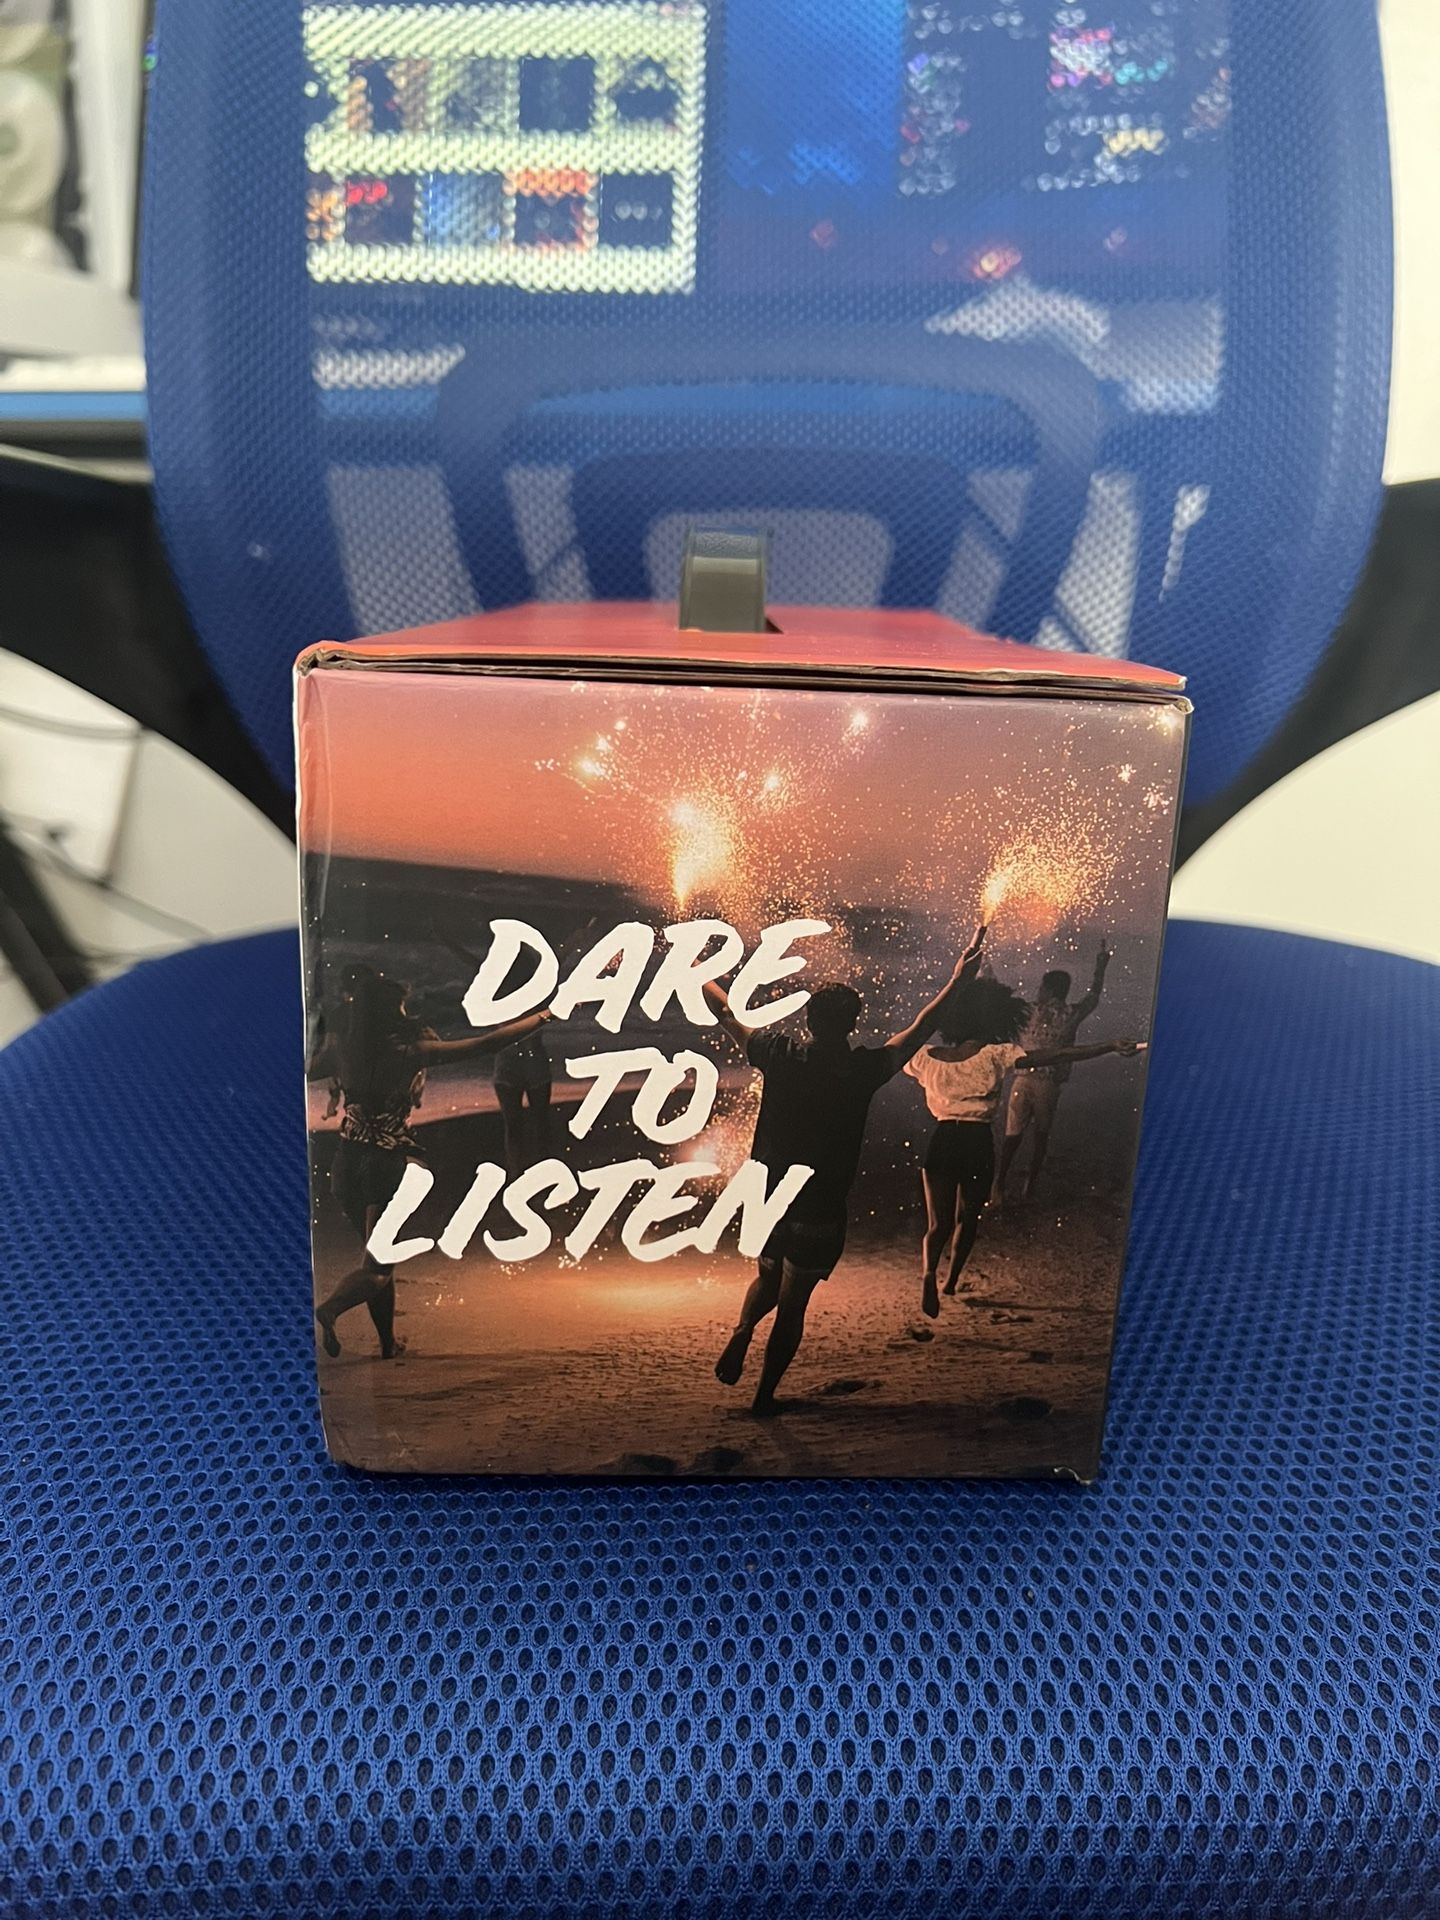 DARE
TO
LISTEN